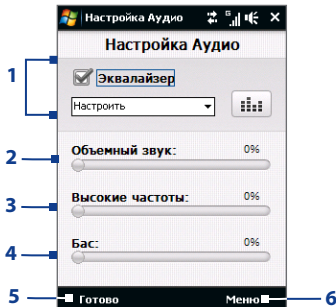 Настройка Аудио
Настройка Аудио
1
Эквалайзер
Настроить
2
Объемный звук: 0%
3
Высокие частоты: 0%
4
Бас: 0%
5
Готово
Меню
6